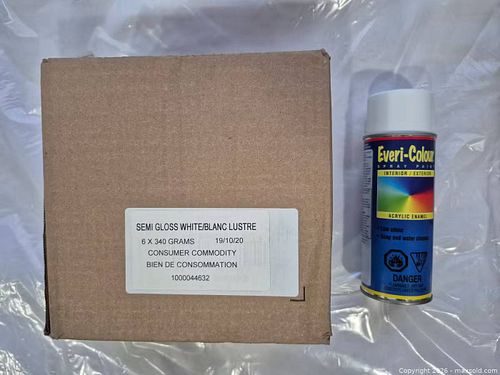 SEMI GLOSS WHITE/BLANC LUSTRE
6 X 340 GRAMS 19/10/20
CONSUMER COMMODITY
BIEN DE CONSOMMATION
1000044632
Everi-Colour
SPRAY PAINT
INTERIOR / EXTERIOR
ACRYLIC ENAMEL
DANGER
Copyright 2026 - maxsold.com